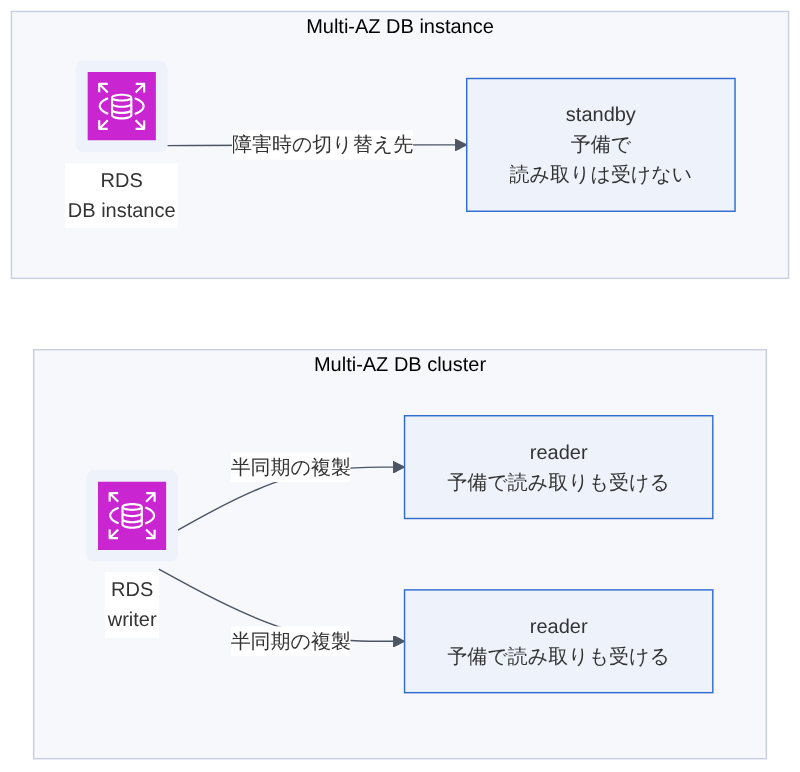 Multi-AZ DB instance
RDS
DB instance
障害時の切り替え先
standby
予備で
読み取りは受けない
Multi-AZ DB cluster
RDS
writer
半同期の複製
reader
予備で読み取りも受ける
半同期の複製
reader
予備で読み取りも受ける